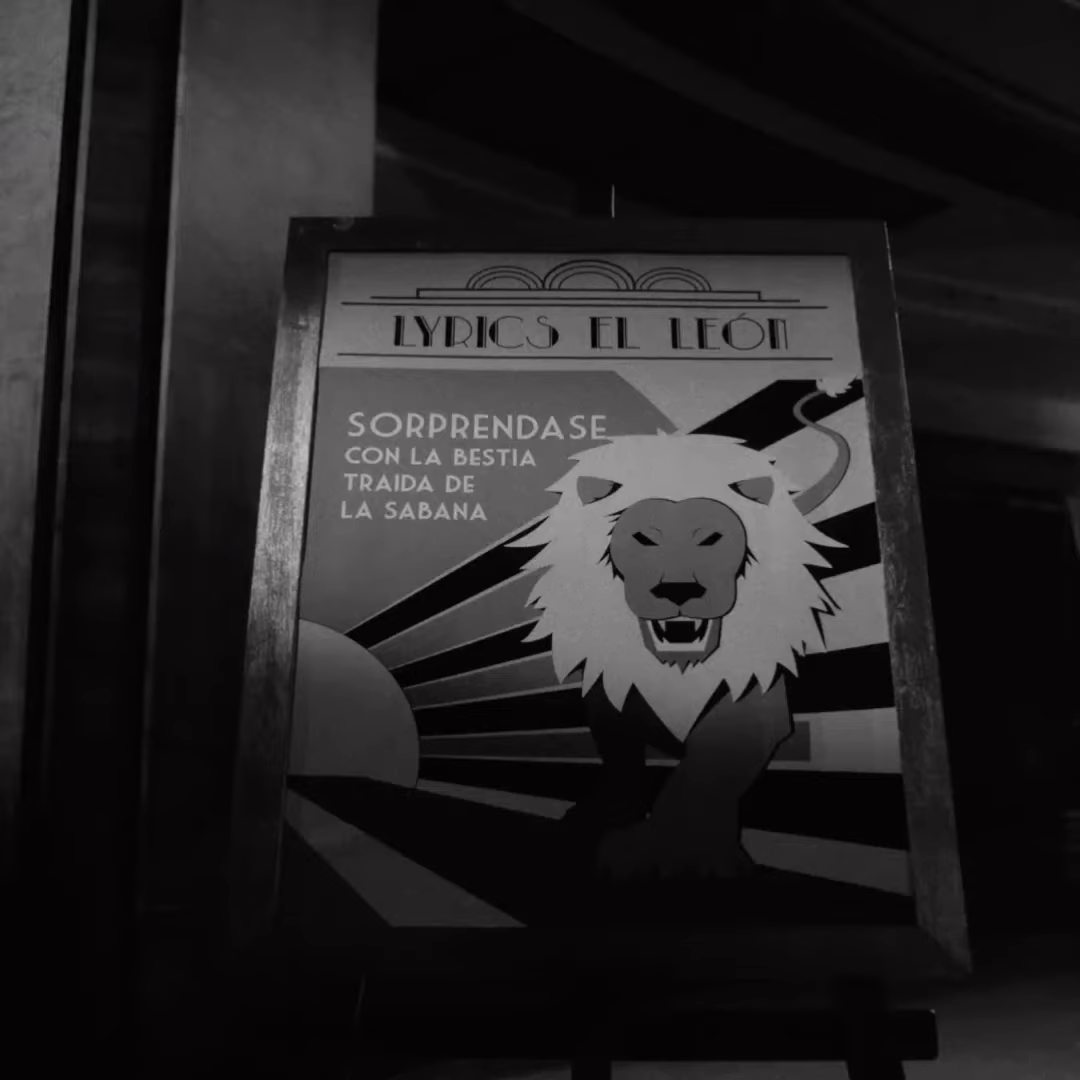 LYRICS EL LEÓN
SORPRENDASE
CON LA BESTIA
TRAIDA DE
LA SABANA